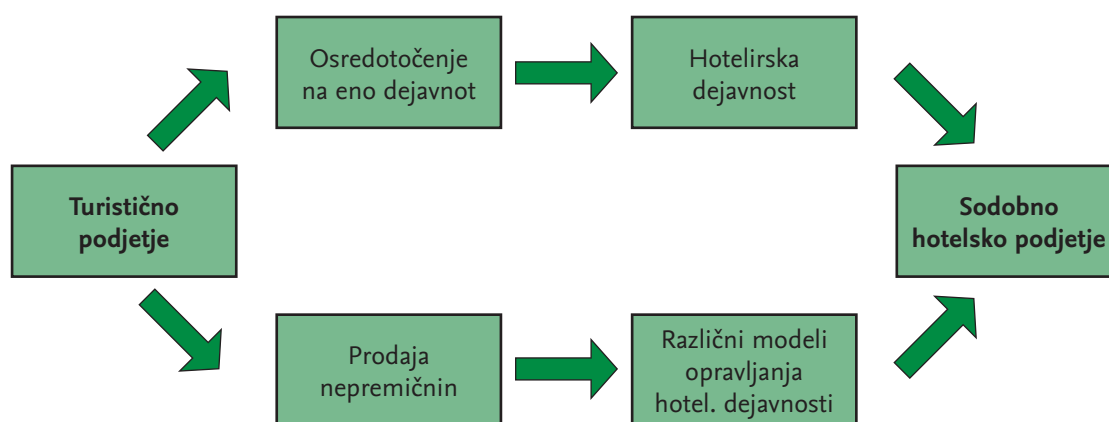 Osredotočenje
na eno dejavnot
Hotelirska
dejavnost
Turistično
podjetje
Sodobno
hotelsko podjetje
Prodaja
nepremičnin
Različni modeli
opravljanja
hotel. dejavnosti